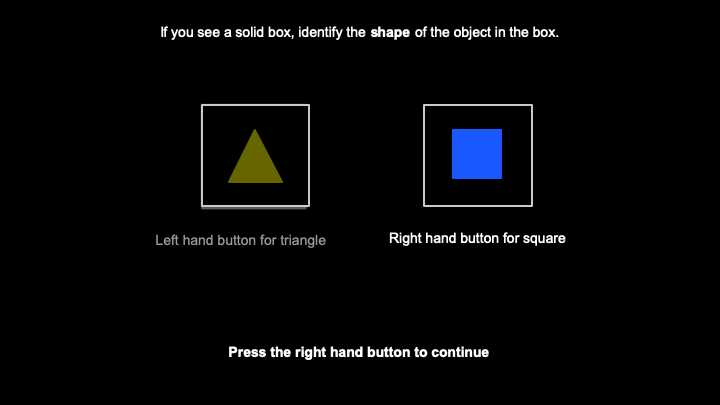 If you see a solid box, identify the shape of the object in the box.
Left hand button for triangle
Right hand button for square
Press the right hand button to continue